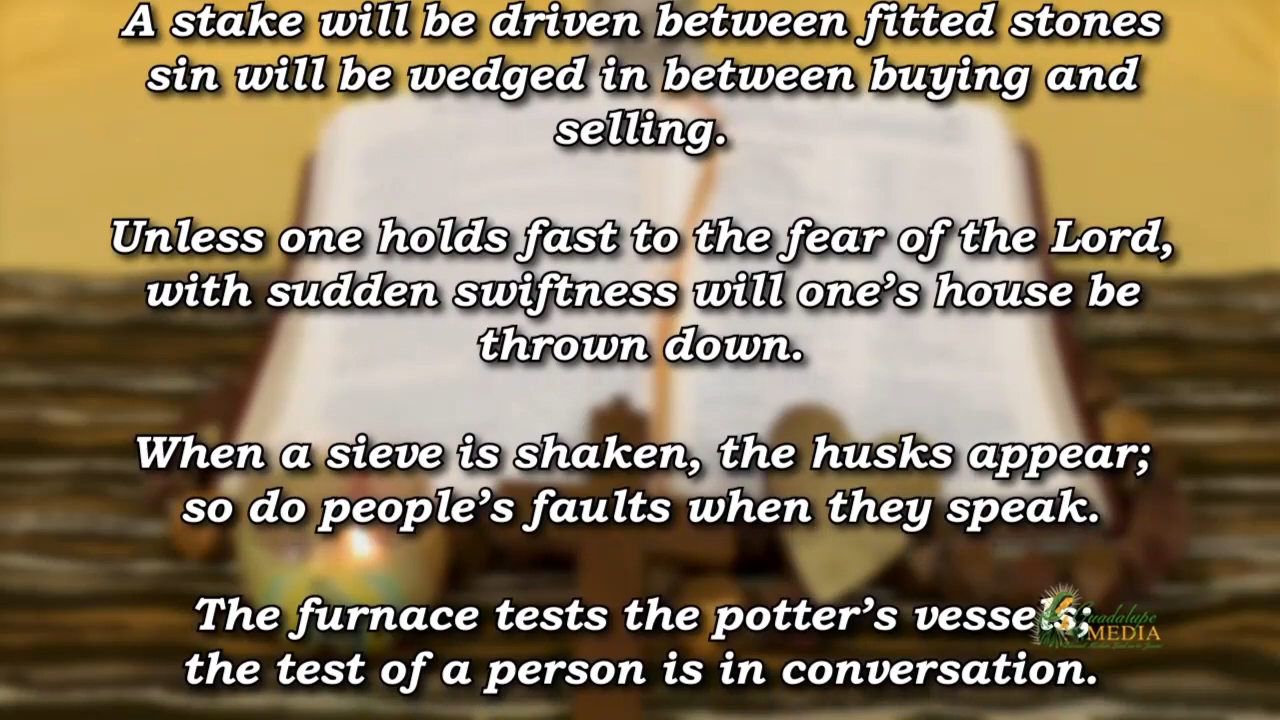 A stake will be driven between fitted stones
sin will be wedged in between buying and
selling.
Unless one holds fast to the fear of the Lord,
with sudden swiftness will one's house be
thrown down.
When a sieve is shaken, the husks appear;
so do people's faults when they speak.
The furnace tests the potter's vessels;
the test of a person is in conversation.
Guadalupe
MEDIA